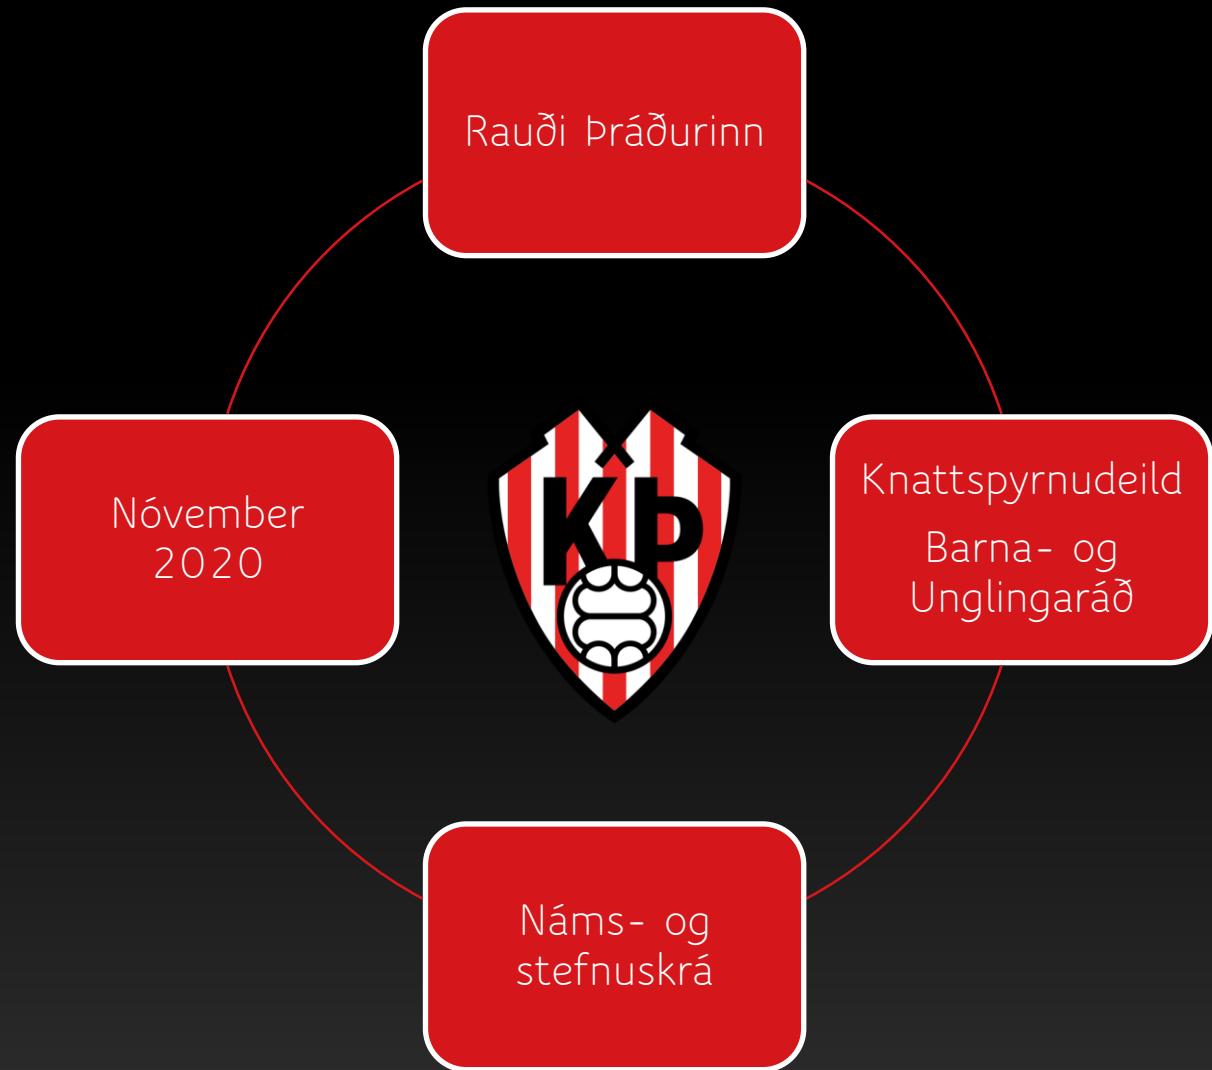 Rauði Þráðurinn
Nóvember
2020
KÞ
Knattspyrnudeild
Barna- og
Unglingaráð
Náms- og
stefnuskrá